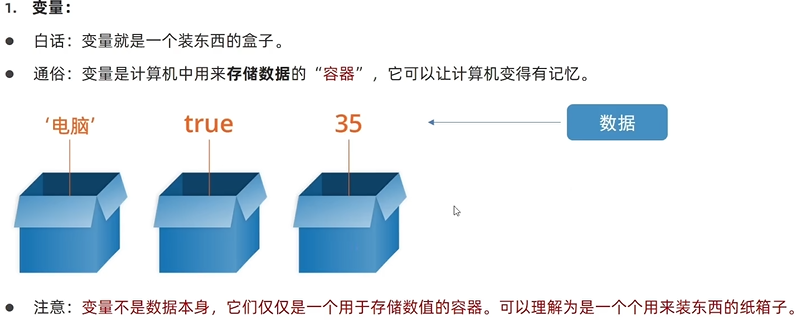 1. 变量：
● 白话：变量就是一个装东西的盒子。
● 通俗：变量是计算机中用来存储数据的“容器”，它可以让计算机变得有记忆。
‘电脑’ true 35 数据
● 注意：变量不是数据本身，它们仅仅是一个用于存储数值的容器。可以理解为是一个个用来装东西的纸箱子。